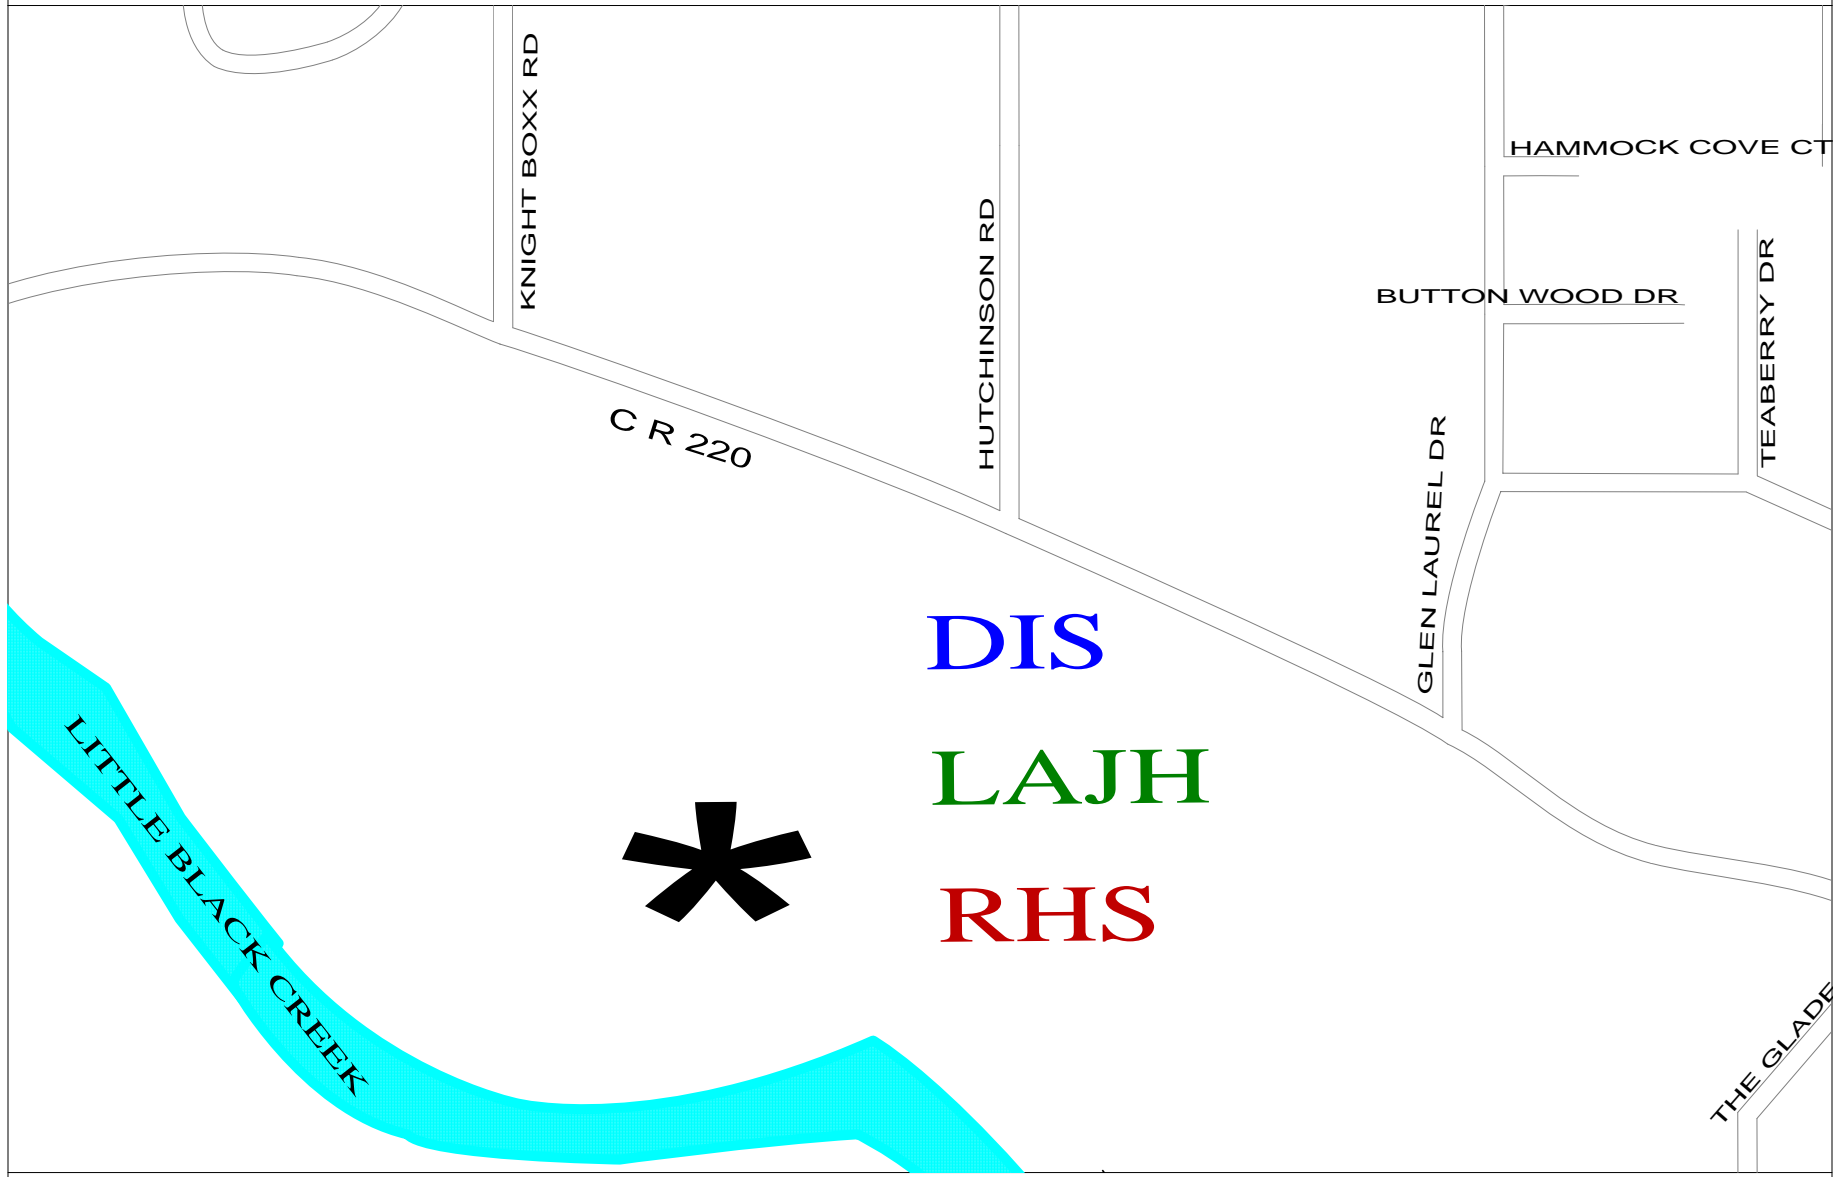 KNIGHT BOXX RD
HAMMOCK COVE CT
HUTCHINSON RD
BUTTON WOOD DR
TEABERRY DR
C R 220
GLEN LAUREL DR
DIS
LITTLE BLACK CREEK
LAJH
*
RHS
THE GLADE